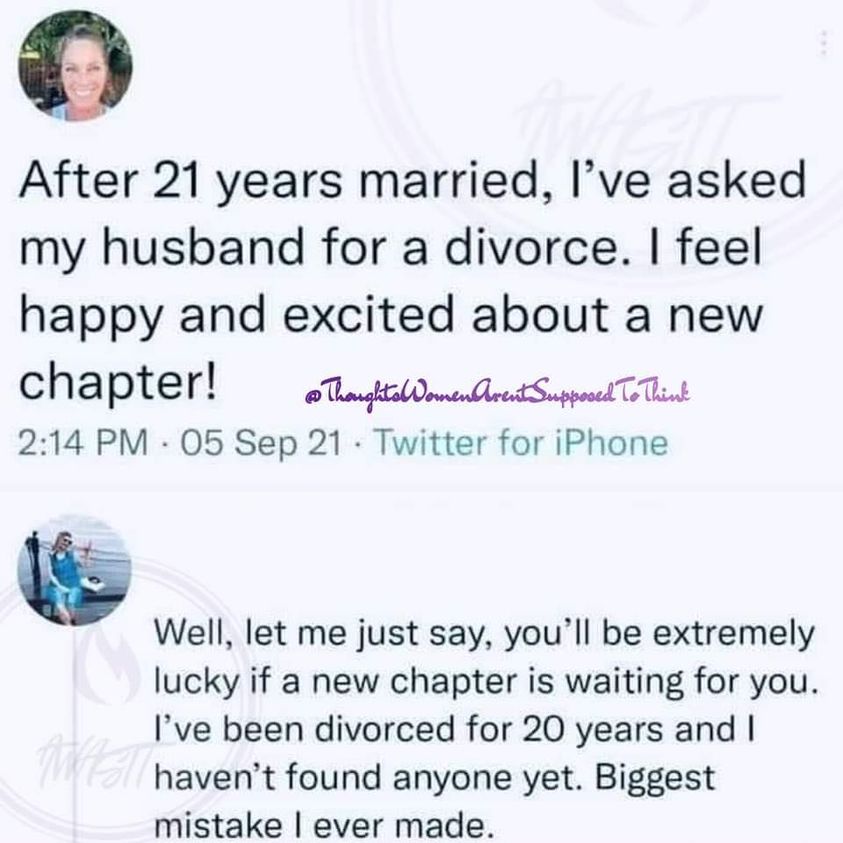 After 21 years married, I’ve asked
my husband for a divorce. I feel
happy and excited about a new
chapter!
@ThoughtsWomenArentSupposedToThink
2:14 PM · 05 Sep 21 · Twitter for iPhone
Well, let me just say, you’ll be extremely
lucky if a new chapter is waiting for you.
I’ve been divorced for 20 years and I
haven’t found anyone yet. Biggest
mistake I ever made.